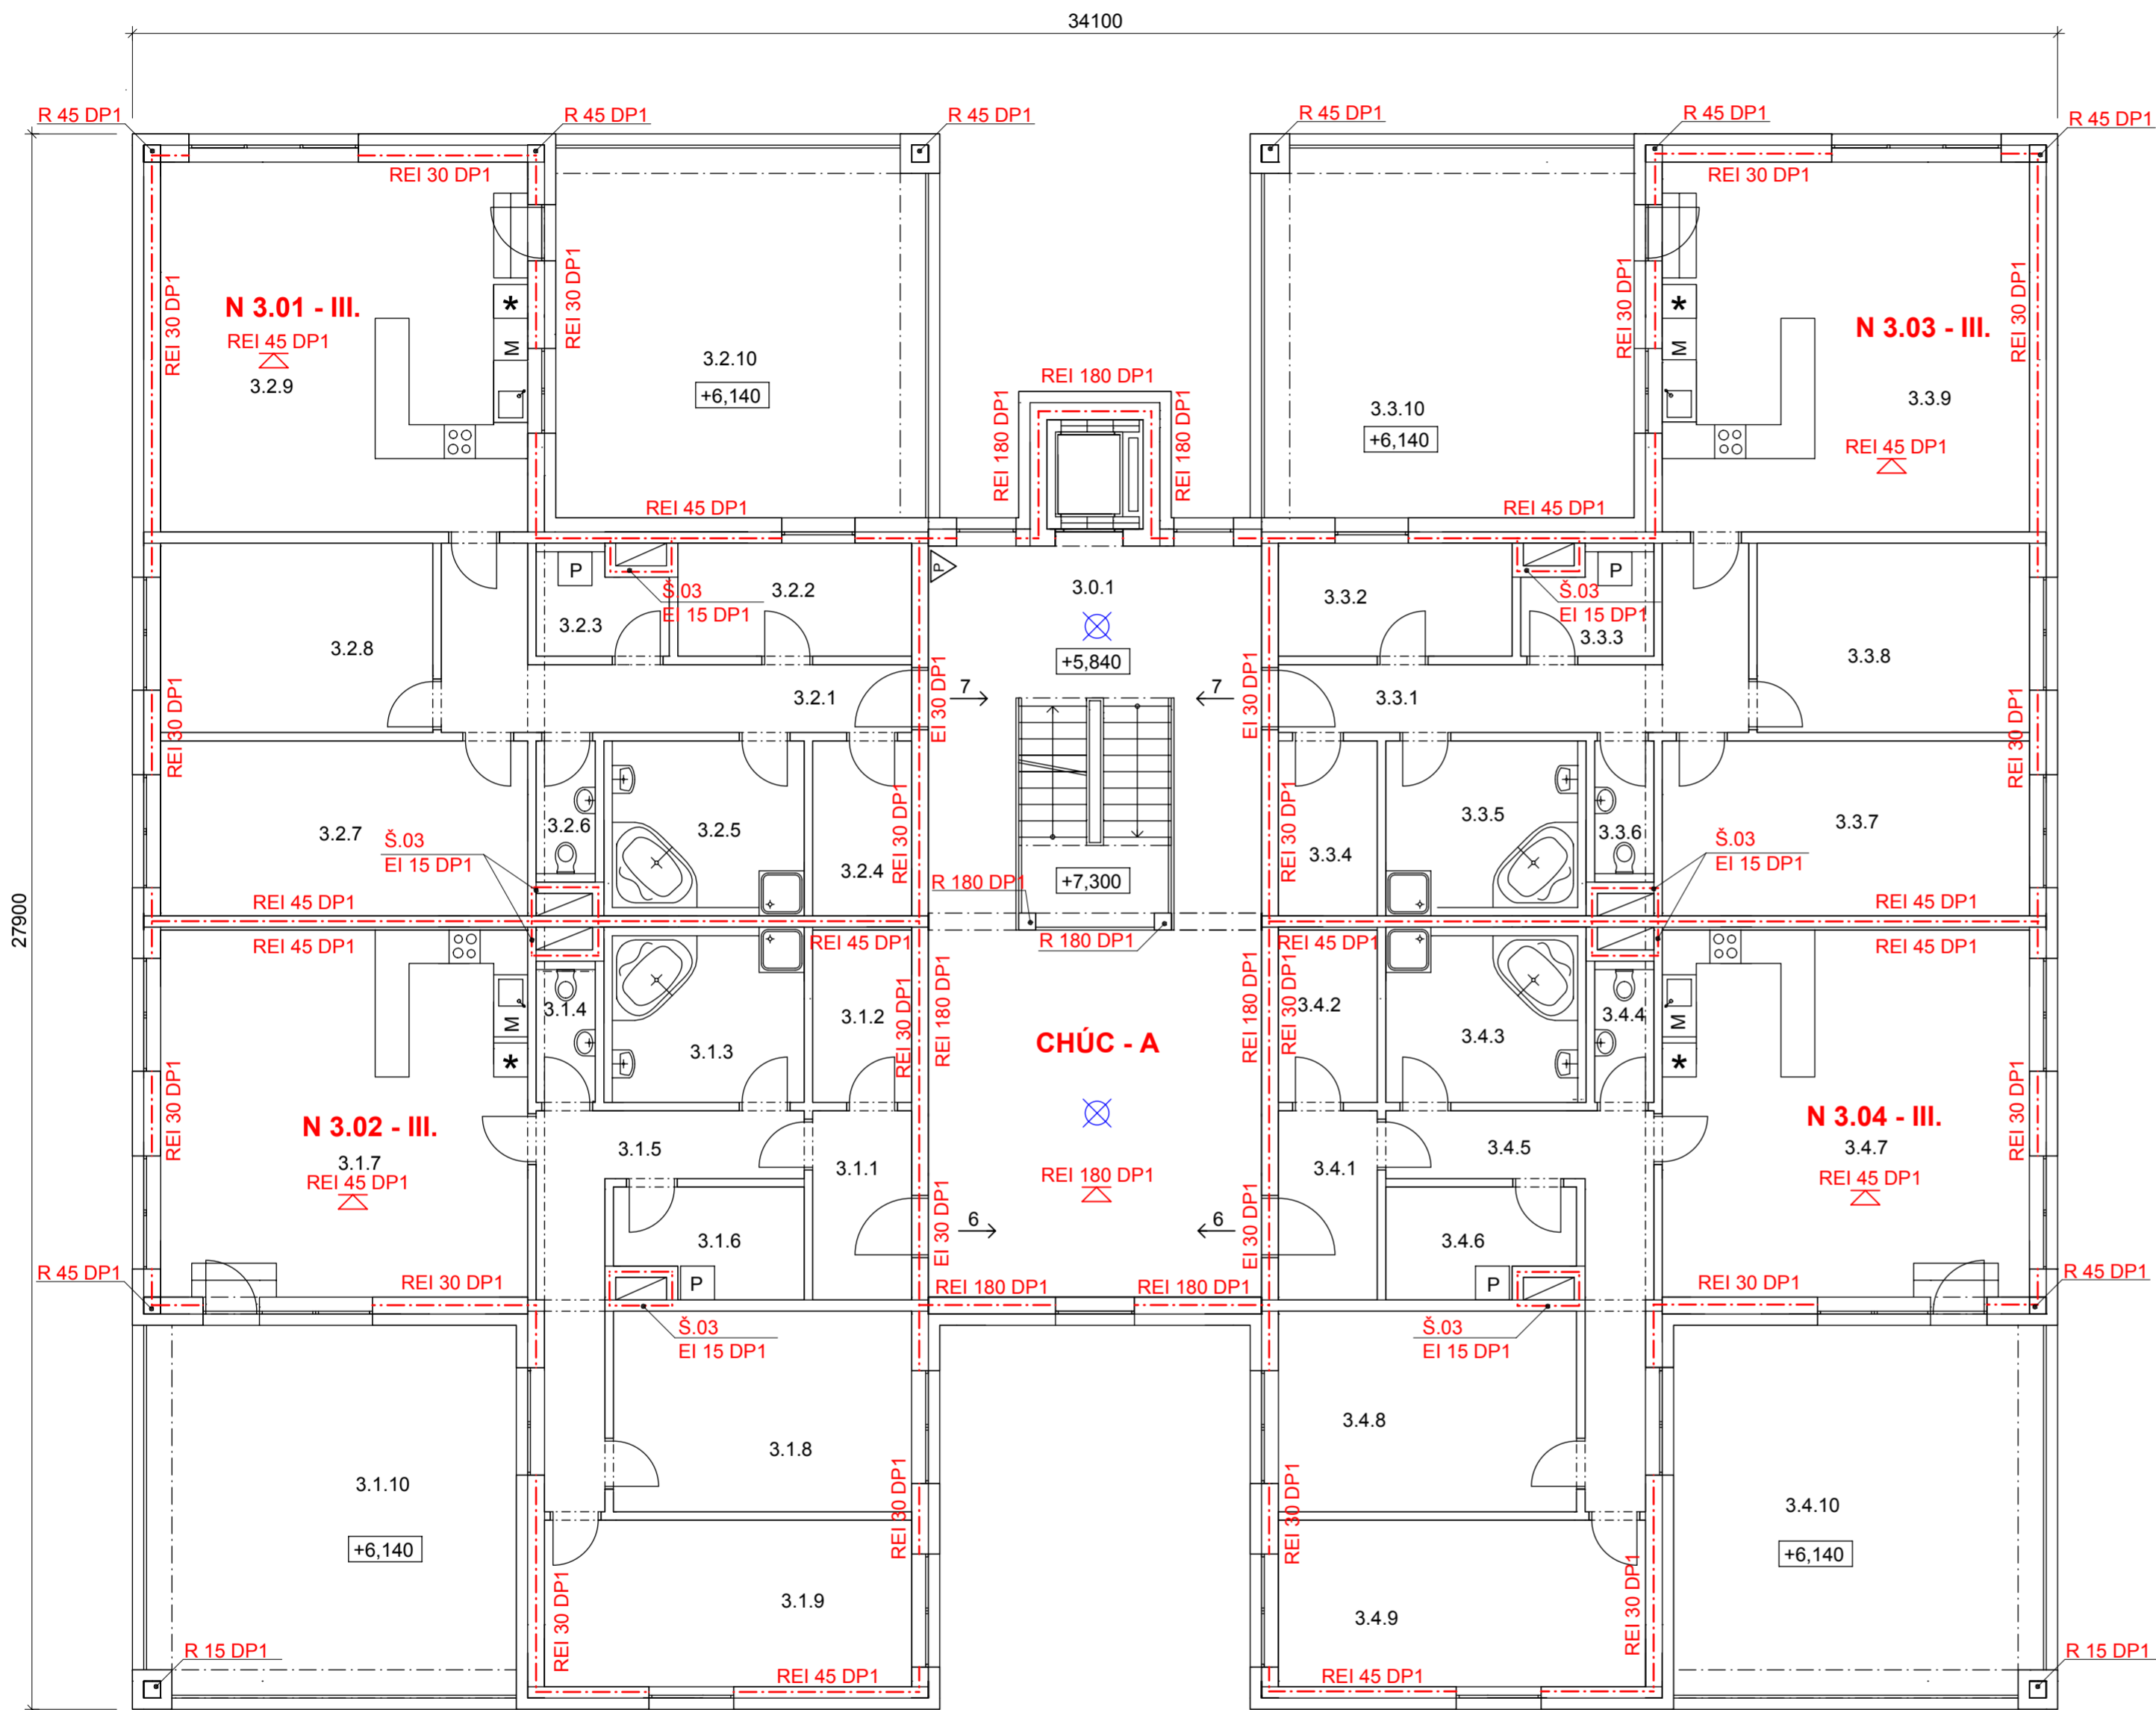 34100
R 45 DP1
R 45 DP1
R 45 DP1
R 45 DP1
R 45 DP1
R 45 DP1
REI 30 DP1
REI 30 DP1
REI 30 DP1
REI 30 DP1
REI 30 DP1
REI 30 DP1
N 3.01 - III.
REI 45 DP1
3.2.9
*
M
3.2.10
+6,140
REI 180 DP1
REI 180 DP1
REI 180 DP1
3.3.10
+6,140
*
M
N 3.03 - III.
3.3.9
REI 45 DP1
REI 45 DP1
REI 45 DP1
P
P
Š.03
EI 15 DP1
3.2.2
3.2.3
3.0.1
+5,840
3.3.2
P
Š.03
EI 15 DP1
3.3.3
3.2.8
3.3.8
3.2.1
EI 30 DP1
7
7
EI 30 DP1
3.3.1
REI 30 DP1
REI 30 DP1
3.2.7
Š.03
EI 15 DP1
3.2.6
3.2.5
3.2.4
REI 30 DP1
REI 30 DP1
3.3.4
3.3.5
3.3.6
3.3.7
Š.03
EI 15 DP1
+7,300
R 180 DP1
R 180 DP1
REI 45 DP1
REI 45 DP1
REI 45 DP1
REI 45 DP1
REI 45 DP1
REI 45 DP1
27900
M
*
3.1.4
3.1.3
3.1.2
REI 30 DP1
REI 180 DP1
CHÚC - A
REI 180 DP1
REI 30 DP1
3.4.2
3.4.3
3.4.4
M
*
REI 30 DP1
N 3.02 - III.
3.1.7
REI 45 DP1
3.1.5
3.1.1
REI 180 DP1
3.4.1
3.4.5
N 3.04 - III.
3.4.7
REI 45 DP1
REI 30 DP1
3.1.6
EI 30 DP1
6
6
EI 30 DP1
3.4.6
R 45 DP1
REI 30 DP1
P
REI 180 DP1
REI 180 DP1
P
REI 30 DP1
R 45 DP1
Š.03
EI 15 DP1
Š.03
EI 15 DP1
3.1.8
3.4.8
3.1.10
+6,140
REI 30 DP1
REI 30 DP1
3.4.10
+6,140
REI 30 DP1
3.1.9
3.4.9
REI 30 DP1
R 15 DP1
REI 45 DP1
REI 45 DP1
R 15 DP1